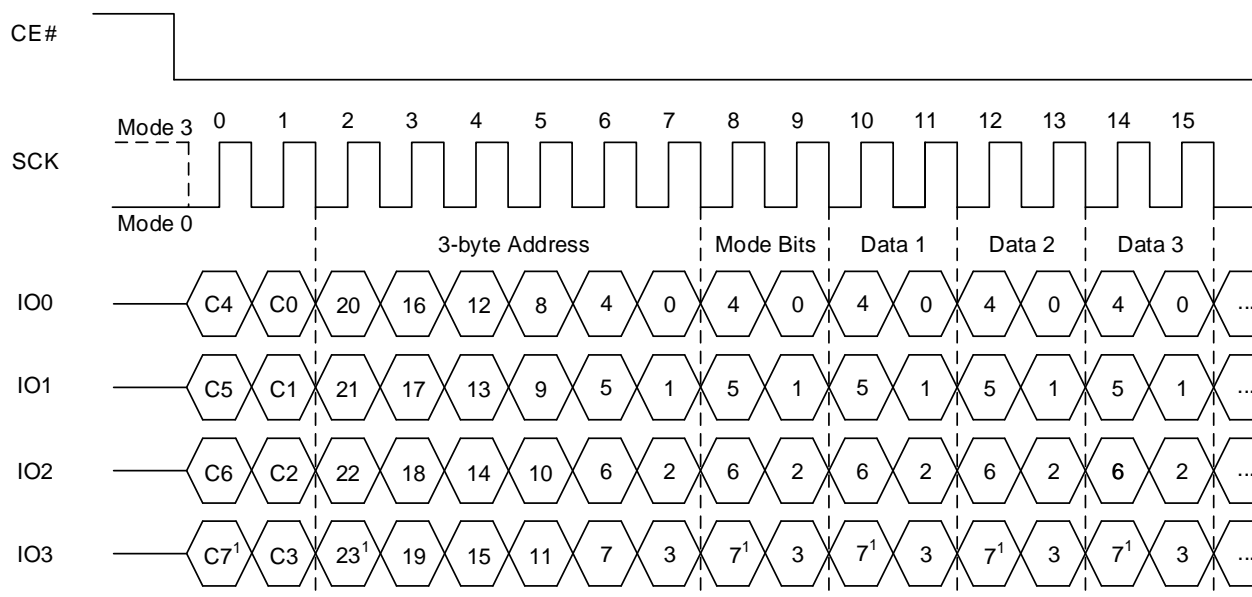 CE#
Mode 3 0 1 2 3 4 5 6 7 8 9 10 11 12 13 14 15
SCK
Mode 0
3-byte Address Mode Bits Data 1 Data 2 Data 3
IO0 C4 C0 20 16 12 8 4 0 4 0 4 0 4 0 4 0 ...
IO1 C5 C1 21 17 13 9 5 1 5 1 5 1 5 1 5 1 ...
IO2 C6 C2 22 18 14 10 6 2 6 2 6 2 6 2 6 2 ...
IO3 C7¹ C3 23¹ 19 15 11 7 3 7¹ 3 7¹ 3 7¹ 3 7¹ 3 ...